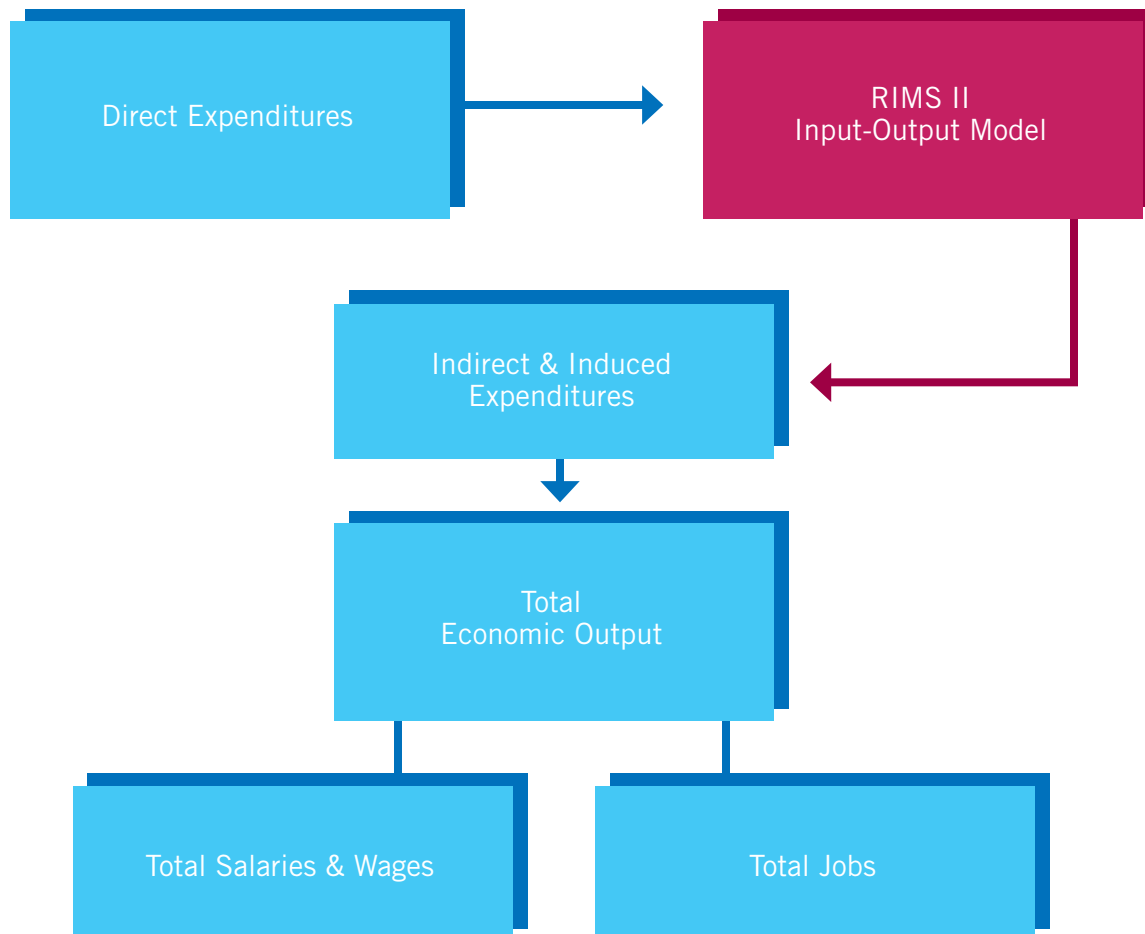 Direct Expenditures
RIMS II
Input-Output Model
Indirect & Induced
Expenditures
Total
Economic Output
Total Salaries & Wages
Total Jobs